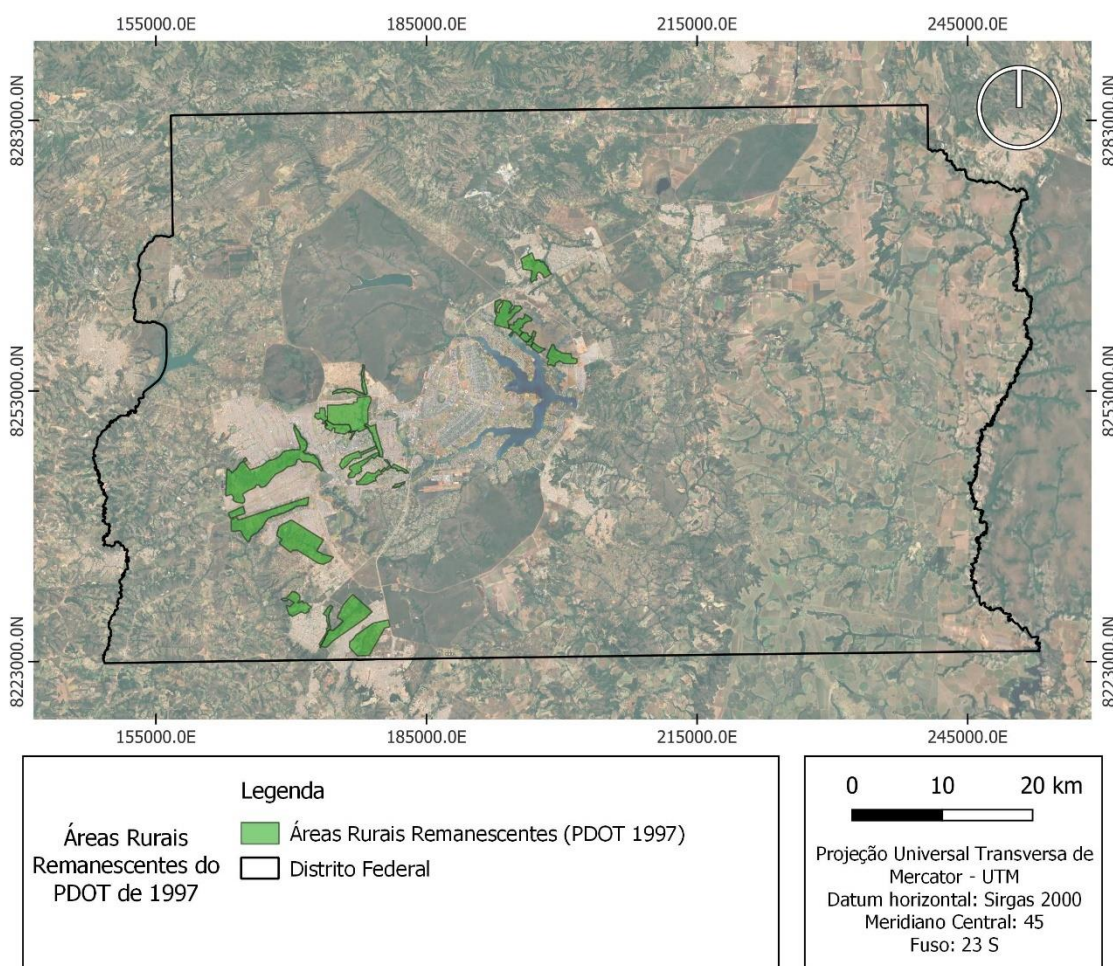 155000.0E 185000.0E 215000.0E 245000.0E
8283000.0N 8283000.0N
8253000.0N 8253000.0N
8223000.0N 8223000.0N
155000.0E 185000.0E 215000.0E 245000.0E
Áreas Rurais
Remanescentes do
PDOT de 1997
Legenda
Áreas Rurais Remanescentes (PDOT 1997)
Distrito Federal
0 10 20 km
Projeção Universal Transversa de
Mercator - UTM
Datum horizontal: Sirgas 2000
Meridiano Central: 45
Fuso: 23 S